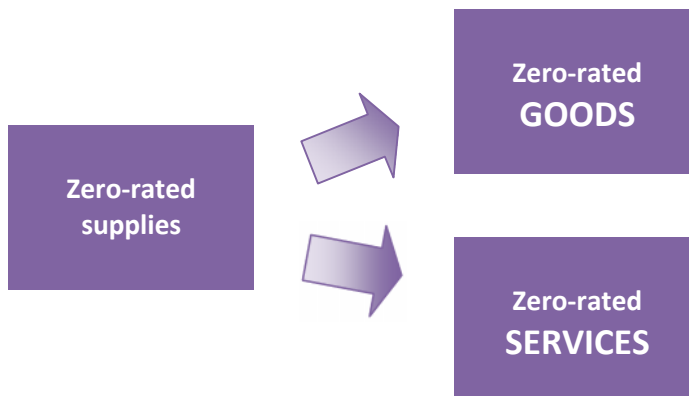 Zero-rated
supplies
Zero-rated
GOODS
Zero-rated
SERVICES